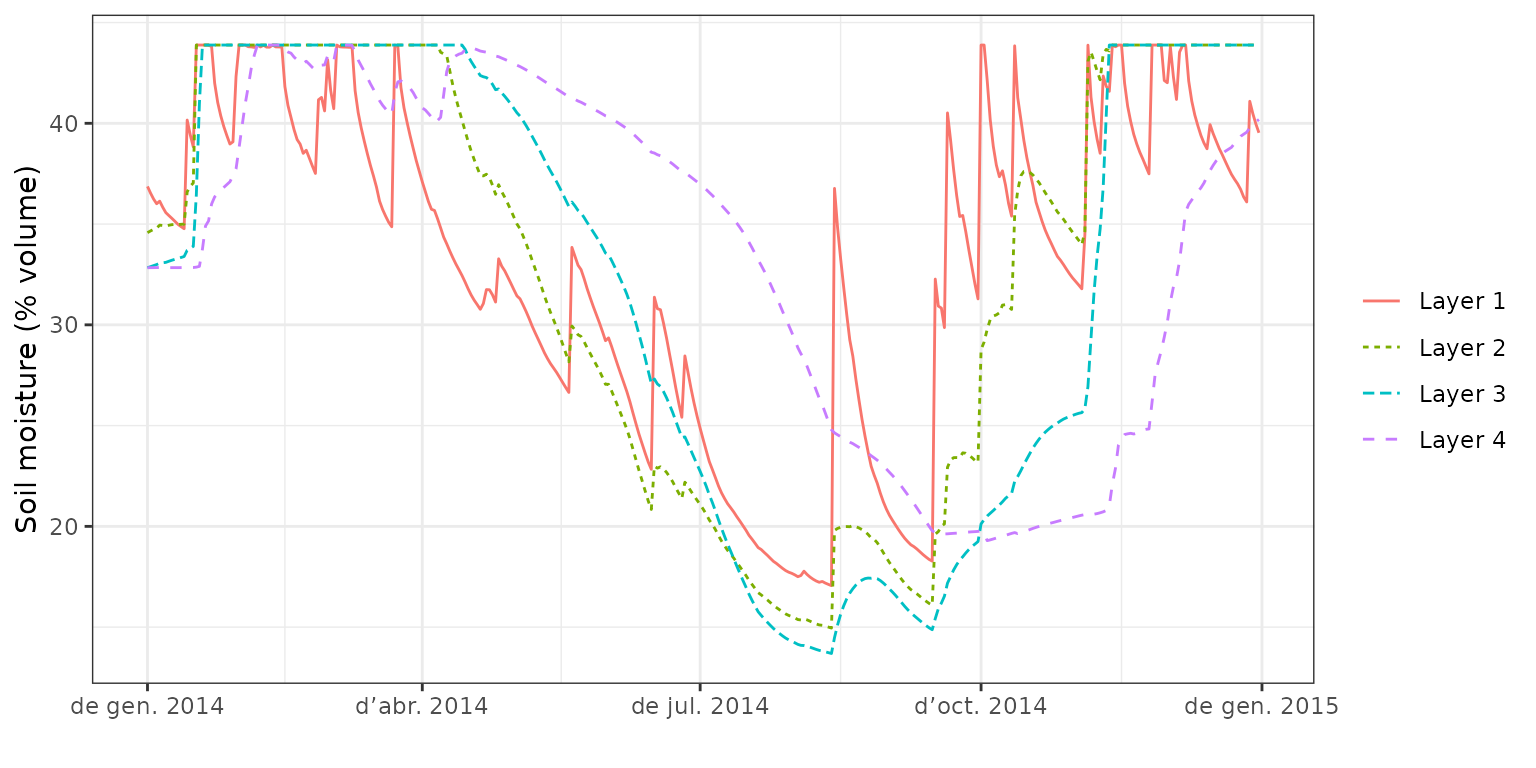 Soil moisture (% volume)
40
30
20
de gen. 2014
d’abr. 2014
de jul. 2014
d’oct. 2014
de gen. 2015
Layer 1
Layer 2
Layer 3
Layer 4